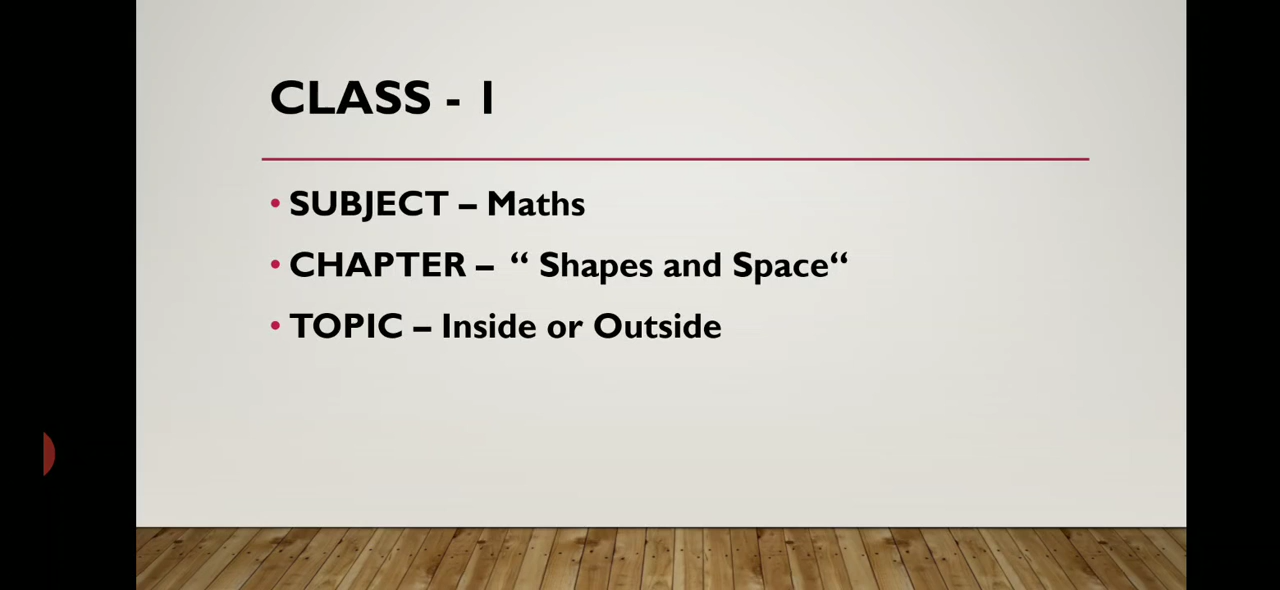 CLASS - 1
• SUBJECT – Maths
• CHAPTER – “ Shapes and Space“
• TOPIC – Inside or Outside